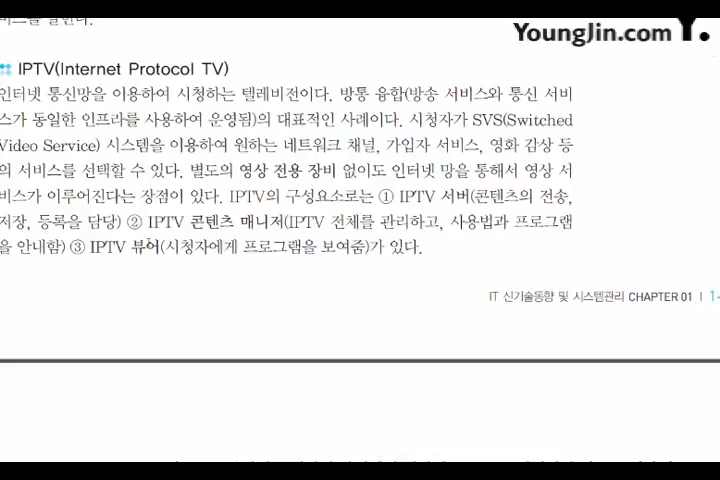 YoungJin.com Y.
IPTV(Internet Protocol TV)
인터넷 통신망을 이용하여 시청하는 텔레비전이다. 방통 융합(방송 서비스와 통신 서비
스가 동일한 인프라를 사용하여 운영됨)의 대표적인 사례이다. 시청자가 SVS(Switched
Video Service) 시스템을 이용하여 원하는 네트워크 채널, 가입자 서비스, 영화 감상 등
의 서비스를 선택할 수 있다. 별도의 영상 전용 장비 없이도 인터넷 망을 통해서 영상 서
비스가 이루어진다는 장점이 있다. IPTV의 구성요소로는 ① IPTV 서버(콘텐츠의 전송,
저장, 등록을 담당) ② IPTV 콘텐츠 매니저(IPTV 전체를 관리하고, 사용법과 프로그램
을 안내함) ③ IPTV 뷰어(시청자에게 프로그램을 보여줌)가 있다.
IT 신기술동향 및 시스템관리 CHAPTER 01 | 1-